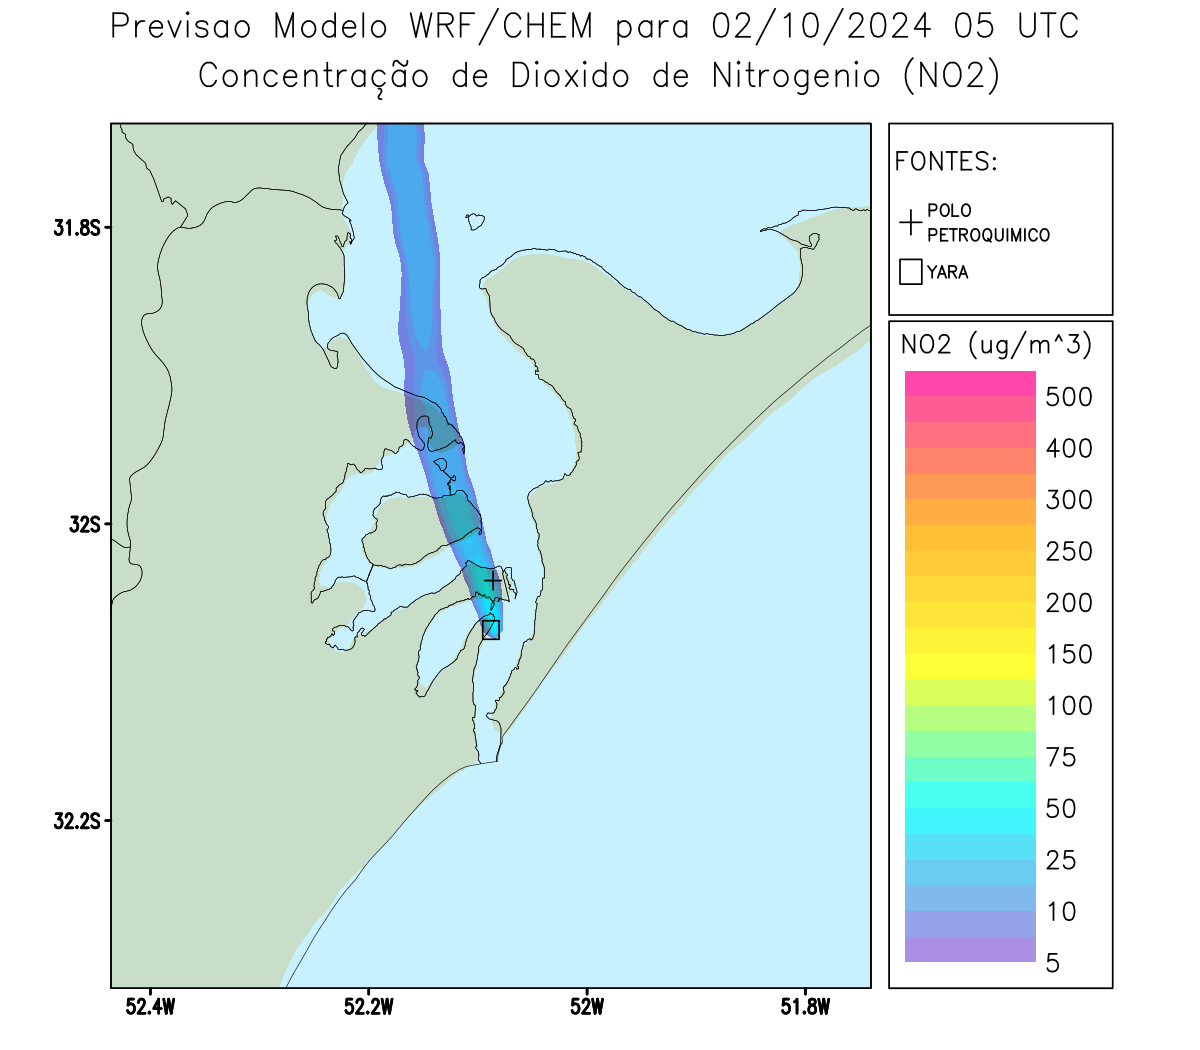 Previsao Modelo WRF/CHEM para 02/10/2024 05 UTC
Concentração de Dioxido de Nitrogenio (NO2)
FONTES:
POLO
PETROQUIMICO
YARA
NO2 (ug/m^3)
500
400
300
250
200
150
100
75
50
25
10
5
31.8S
32S
32.2S
52.4W
52.2W
52W
51.8W